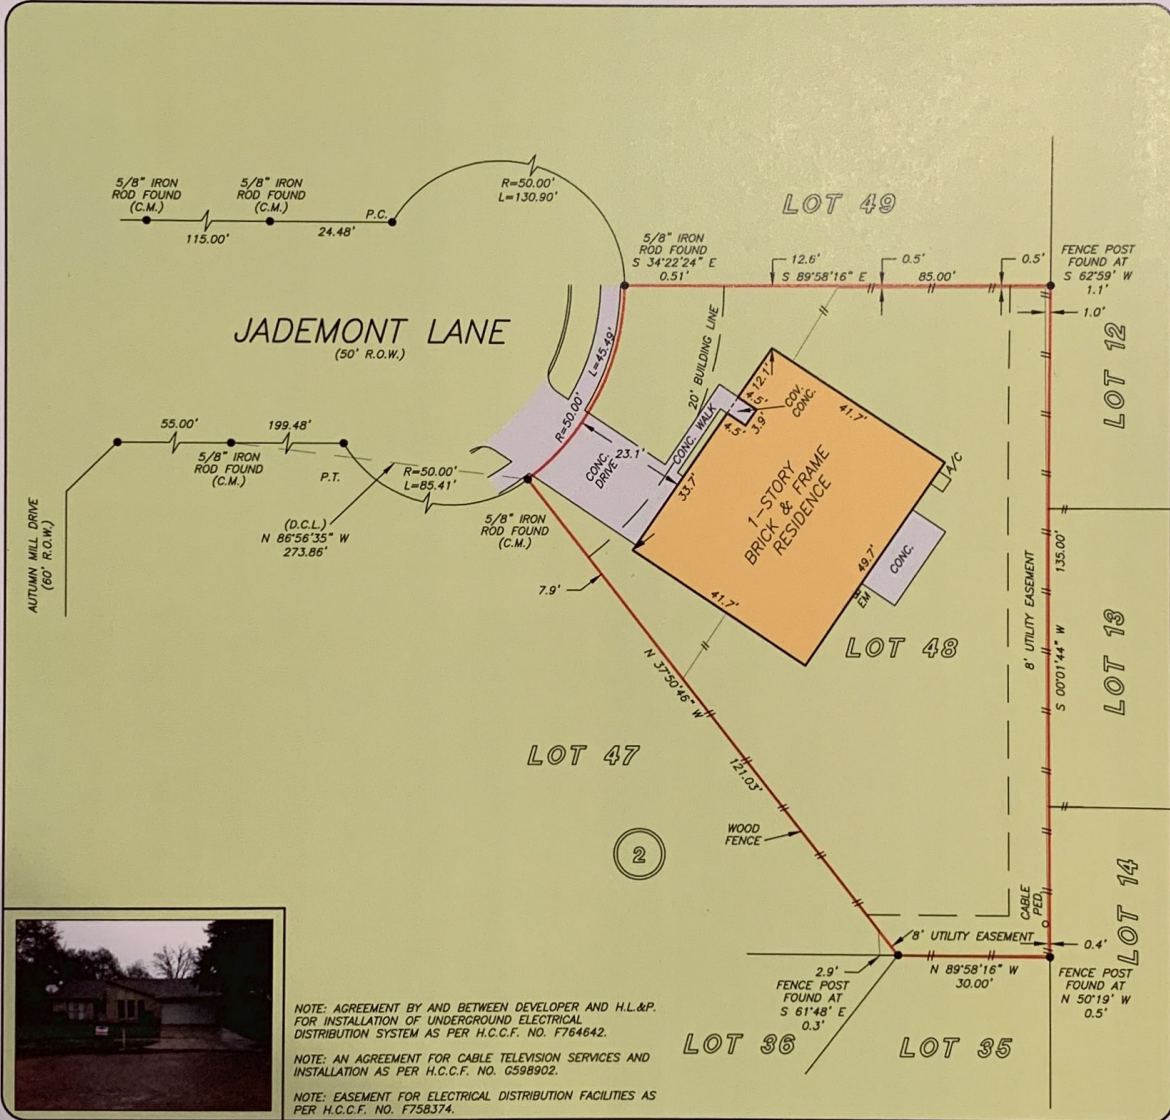 5/8" IRON
ROD FOUND
(C.M.)
5/8" IRON
ROD FOUND
(C.M.)
P.C.
115.00'
24.48'
R=50.00'
L=130.90'
LOT 49
5/8" IRON
ROD FOUND
S 34°22'24" E
0.51'
12.6'
0.5'
0.5'
S 89°58'16" E
85.00'
FENCE POST
FOUND AT
S 62°59' W
1.1'
1.0'
JADEMONT LANE
(50' R.O.W.)
L=45.49'
R=50.00'
20' BUILDING LINE
LOT 12
12.1'
4.5'
COV.
CONC.
3.9'
4.5'
41.7'
CONC. WALK
23.1'
CONC.
DRIVE
33.7'
A/C
1-STORY
BRICK & FRAME
RESIDENCE
55.00'
199.48'
5/8" IRON
ROD FOUND
(C.M.)
P.T.
R=50.00'
L=85.41'
(D.C.L.)
N 86°56'35" W
273.86'
5/8" IRON
ROD FOUND
(C.M.)
AUTUMN MILL DRIVE
(60' R.O.W.)
7.9'
49.7'
CONC.
EM
41.7'
LOT 48
8' UTILITY EASEMENT
135.00'
S 00°01'44" W
LOT 13
N 37°50'46" W
121.03'
LOT 47
WOOD
FENCE
2
CABLE
PED.
LOT 14
8' UTILITY EASEMENT
0.4'
N 89°58'16" W
30.00'
2.9'
FENCE POST
FOUND AT
S 61°48' E
0.3'
FENCE POST
FOUND AT
N 50°19' W
0.5'
LOT 36
LOT 35
NOTE: AGREEMENT BY AND BETWEEN DEVELOPER AND H.L.&P.
FOR INSTALLATION OF UNDERGROUND ELECTRICAL
DISTRIBUTION SYSTEM AS PER H.C.C.F. NO. F764642.
NOTE: AN AGREEMENT FOR CABLE TELEVISION SERVICES AND
INSTALLATION AS PER H.C.C.F. NO. G598902.
NOTE: EASEMENT FOR ELECTRICAL DISTRIBUTION FACILITIES AS
PER H.C.C.F. NO. F758374.